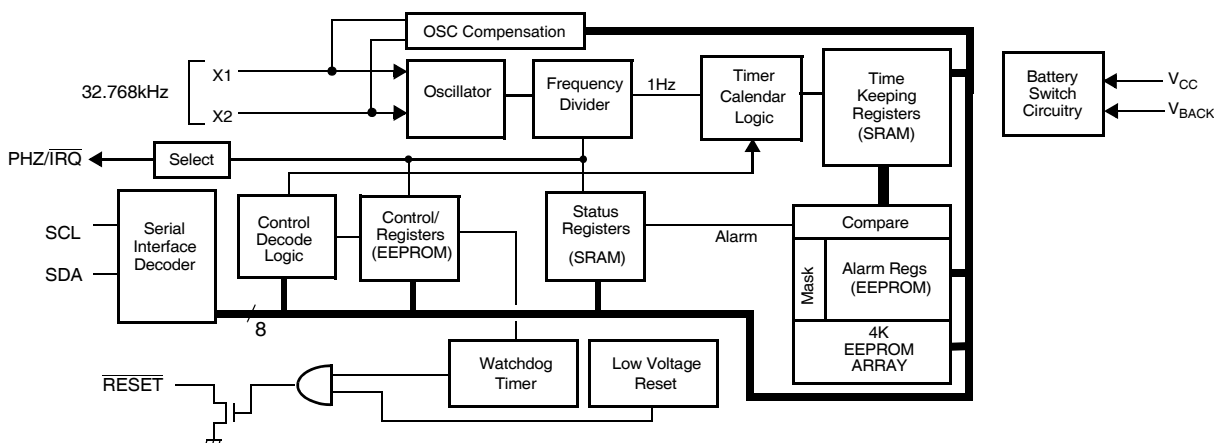 OSC Compensation
32.768kHz
X1
X2
Oscillator
Frequency
Divider
1Hz
Timer
Calendar
Logic
Time
Keeping
Registers
(SRAM)
Battery
Switch
Circuitry
VCC
VBACK
PHZ/IRQ
Select
SCL
SDA
Serial
Interface
Decoder
Control
Decode
Logic
Control/
Registers
(EEPROM)
Status
Registers
(SRAM)
Alarm
Compare
Mask
Alarm Regs
(EEPROM)
4K
EEPROM
ARRAY
8
RESET
Watchdog
Timer
Low Voltage
Reset